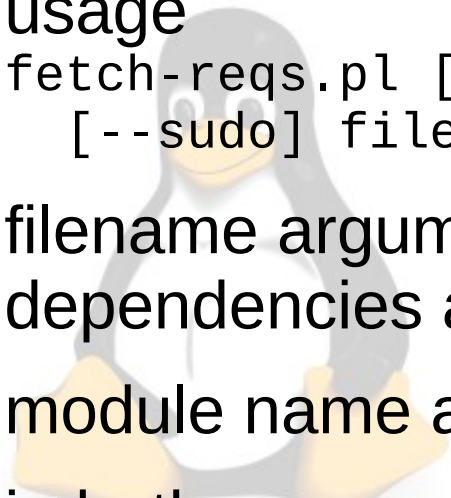 usage
fetch-reqs.pl [
[--sudo] file
filename argum
dependencies a
module name a